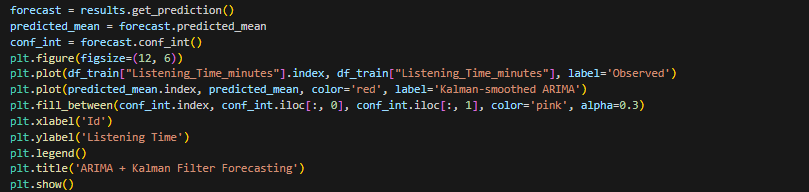 forecast = results.get_prediction()
predicted_mean = forecast.predicted_mean
conf_int = forecast.conf_int()
plt.figure(figsize=(12, 6))
plt.plot(df_train["Listening_Time_minutes"].index, df_train["Listening_Time_minutes"], label='Observed')
plt.plot(predicted_mean.index, predicted_mean, color='red', label='Kalman-smoothed ARIMA')
plt.fill_between(conf_int.index, conf_int.iloc[:, 0], conf_int.iloc[:, 1], color='pink', alpha=0.3)
plt.xlabel('Id')
plt.ylabel('Listening Time')
plt.legend()
plt.title('ARIMA + Kalman Filter Forecasting')
plt.show()